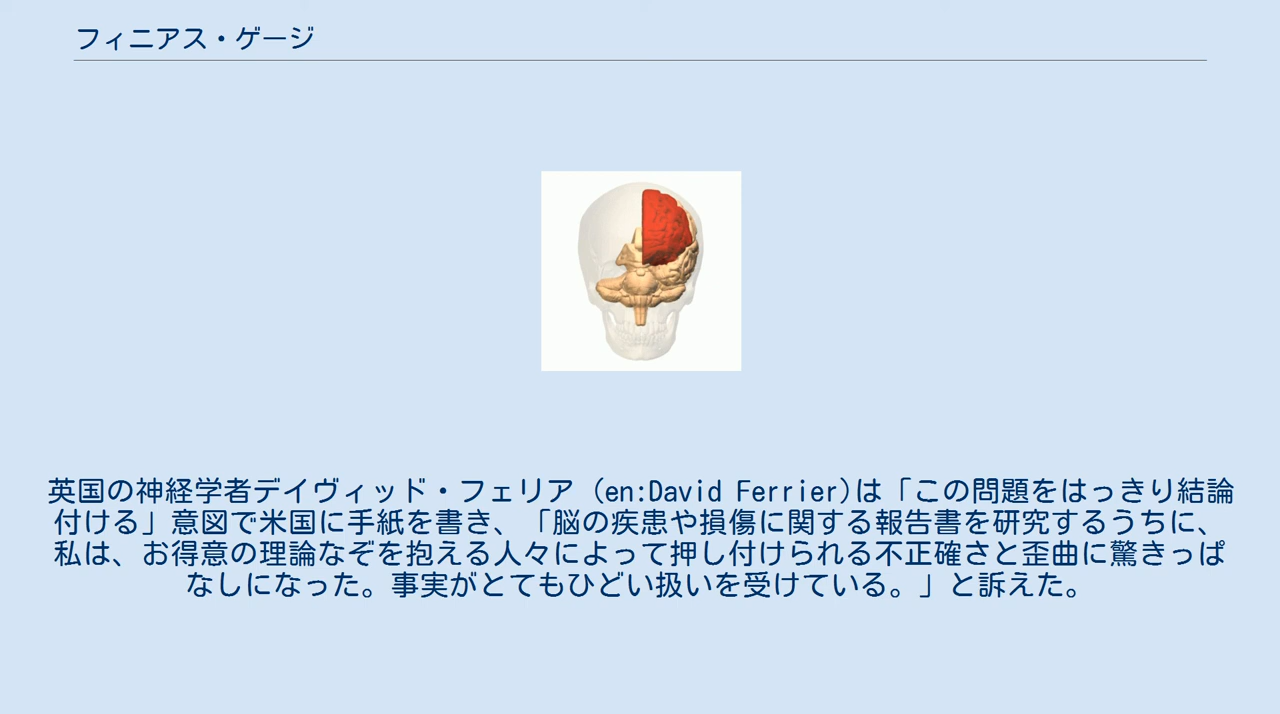 フィニアス・ゲージ
英国の神経学者デイヴィッド・フェリア (en:David Ferrier)は「この問題をはっきり結論
付ける」意図で米国に手紙を書き、「脳の疾患や損傷に関する報告書を研究するうちに、
私は、お得意の理論なぞを抱える人々によって押し付けられる不正確さと歪曲に驚きっぱ
なしになった。事実がとてもひどい扱いを受けている。」と訴えた。